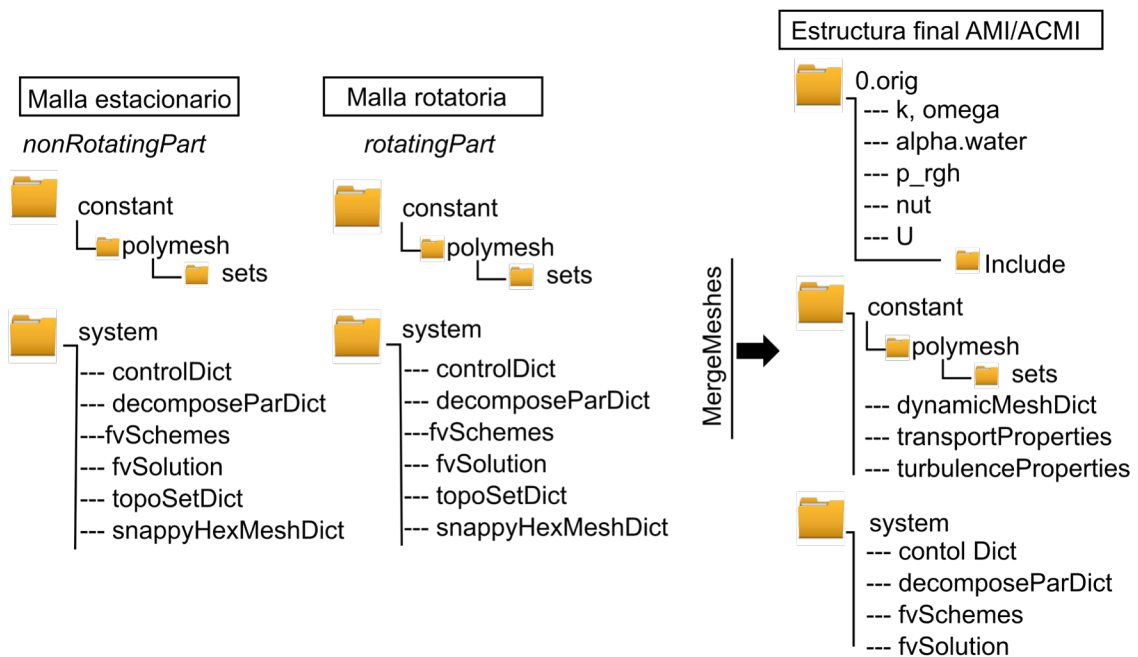 Malla estacionario
nonRotatingPart
constant
polymesh
sets
system
--- controlDict
--- decomposeParDict
---fvSchemes
--- fvSolution
--- topoSetDict
--- snappyHexMeshDict
Malla rotatoria
rotatingPart
constant
polymesh
sets
system
--- controlDict
--- decomposeParDict
---fvSchemes
--- fvSolution
--- topoSetDict
--- snappyHexMeshDict
MergeMeshes
Estructura final AMI/ACMI
0.orig
--- k, omega
--- alpha.water
--- p_rgh
--- nut
--- U
Include
constant
polymesh
sets
--- dynamicMeshDict
--- transportProperties
--- turbulenceProperties
system
--- contol Dict
--- decomposeParDict
--- fvSchemes
--- fvSolution